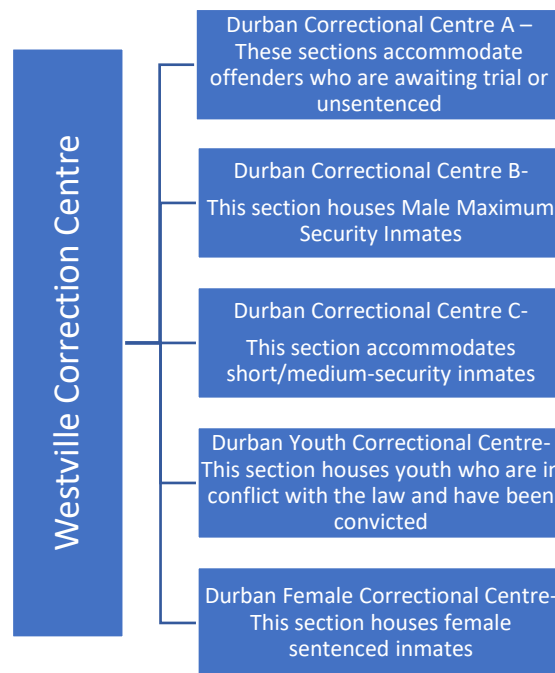 Westville Correction Centre
Durban Correctional Centre A –
These sections accommodate
offenders who are awaiting trial or
unsentenced
Durban Correctional Centre B-
This section houses Male Maximum
Security Inmates
Durban Correctional Centre C-
This section accommodates
short/medium-security inmates
Durban Youth Correctional Centre-
This section houses youth who are in
conflict with the law and have been
convicted
Durban Female Correctional Centre-
This section houses female
sentenced inmates